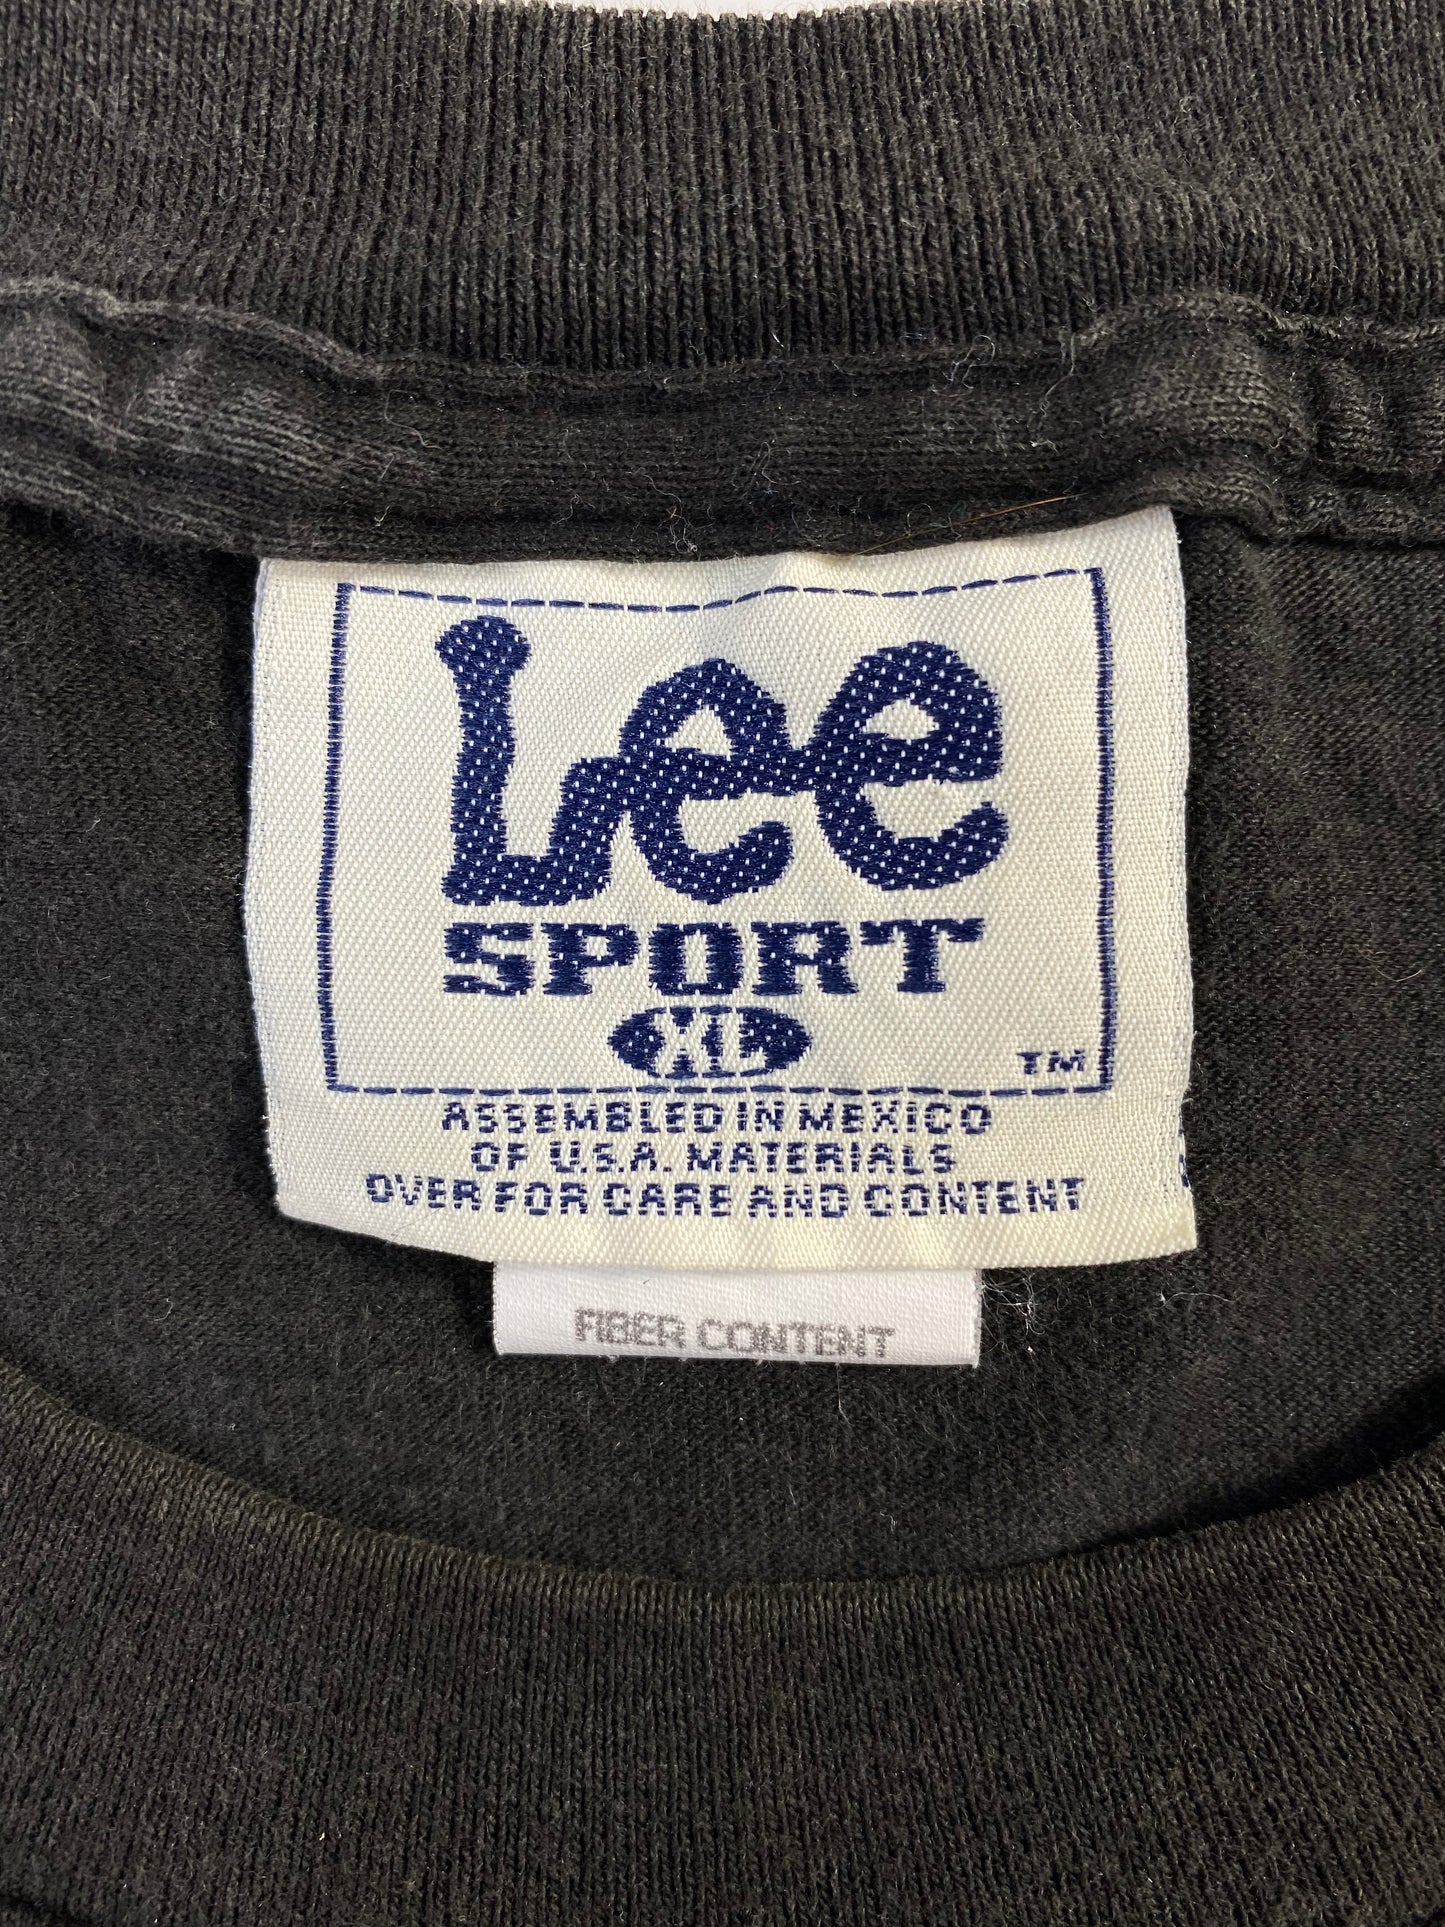 Lee
SPORT
XL
TM
ASSEMBLED IN MEXICO
OF U.S.A. MATERIALS
OVER FOR CARE AND CONTENT
FIBER CONTENT